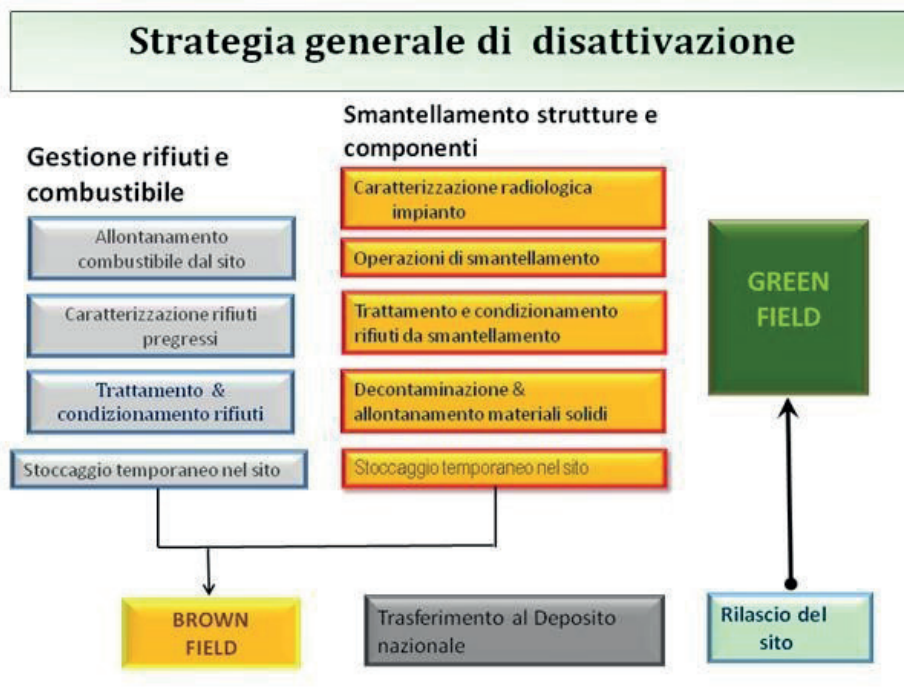 Strategia generale di disattivazione
Gestione rifiuti e
combustibile
Allontanamento
combustibile dal sito
Caratterizzazione rifiuti
pregressi
Trattamento &
condizionamento rifiuti
Stoccaggio temporaneo nel sito
Smantellamento strutture e
componenti
Caratterizzazione radiologica
impianto
Operazioni di smantellamento
Trattamento e condizionamento
rifiuti da smantellamento
Decontaminazione &
allontanamento materiali solidi
Stoccaggio temporaneo nel sito
GREEN
FIELD
BROWN
FIELD
Trasferimento al Deposito
nazionale
Rilascio del
sito